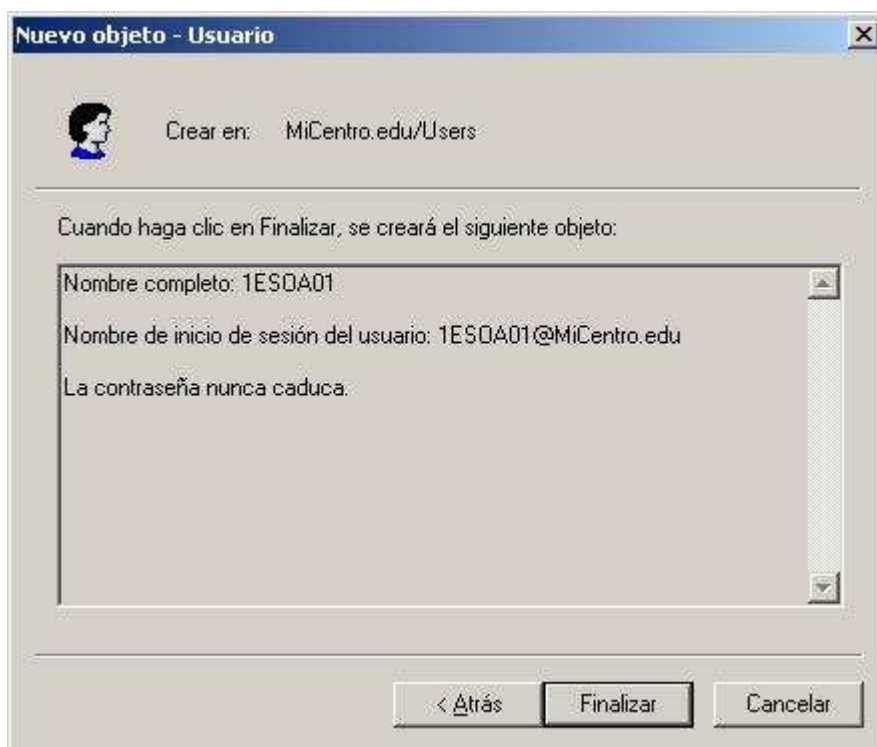 Nuevo objeto - Usuario
Crear en: MiCentro.edu/Users
Cuando haga clic en Finalizar, se creará el siguiente objeto:
Nombre completo: 1ESOA01
Nombre de inicio de sesión del usuario: 1ESOA01@MiCentro.edu
La contraseña nunca caduca.
< Atrás Finalizar Cancelar